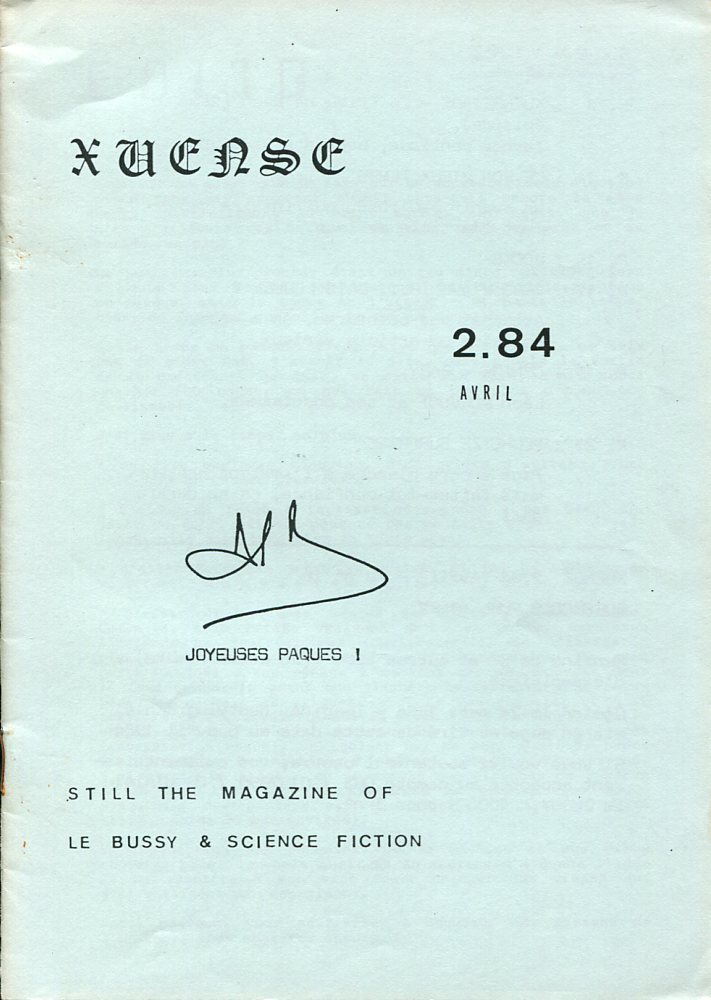 XUENSE
2.84
AVRIL
JOYEUSES PAQUES !
STILL THE MAGAZINE OF
LE BUSSY & SCIENCE FICTION